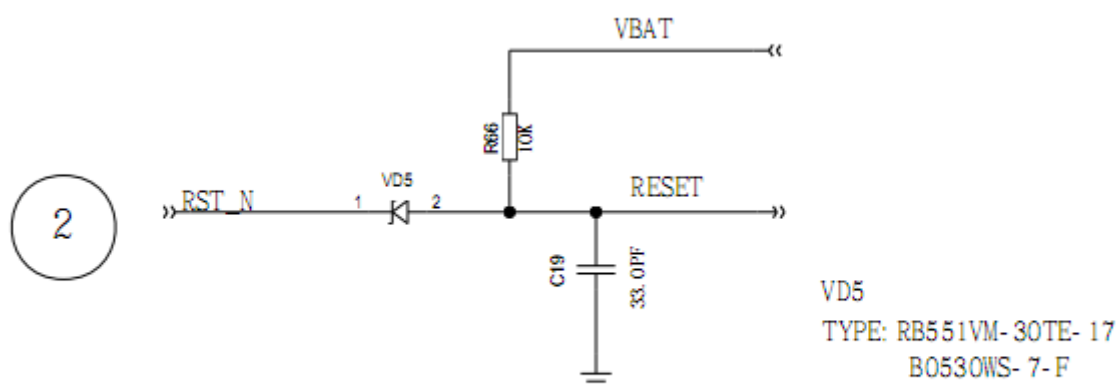 VBAT
R66
10K
VD5
RST_N
1
2
RESET
2
C19
33.0PF
VD5
TYPE: RB551VM-30TE-17
B0530WS-7-F